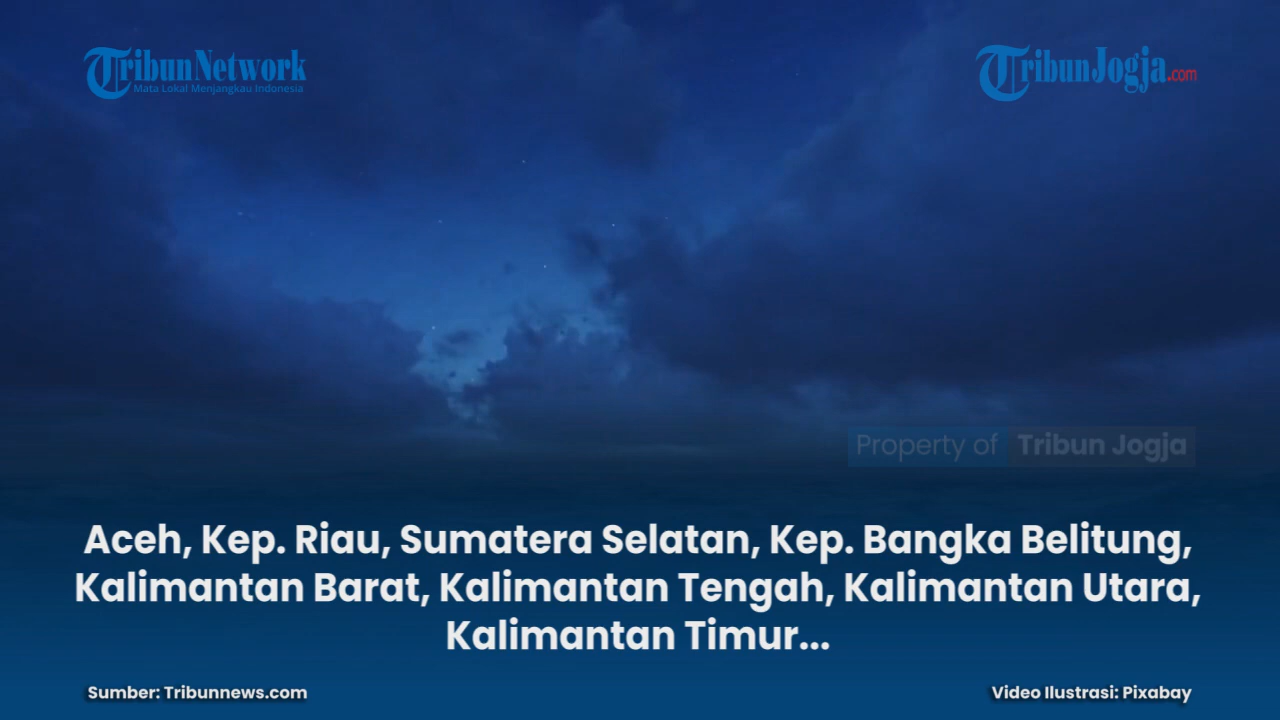 TribunNetwork
Mata Lokal Menjangkau Indonesia
TribunJogja.com
Property of Tribun Jogja
Aceh, Kep. Riau, Sumatera Selatan, Kep. Bangka Belitung,
Kalimantan Barat, Kalimantan Tengah, Kalimantan Utara,
Kalimantan Timur...
Sumber: Tribunnews.com
Video Ilustrasi: Pixabay